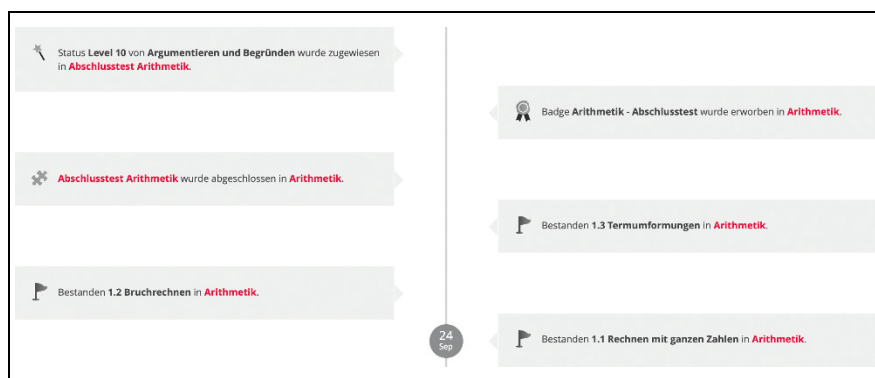 Status Level 10 von Argumentieren und Begründen wurde zugewiesen
in Abschlusstest Arithmetik.
Badge Arithmetik - Abschlusstest wurde erworben in Arithmetik.
Abschlusstest Arithmetik wurde abgeschlossen in Arithmetik.
Bestanden 1.3 Termumformungen in Arithmetik.
Bestanden 1.2 Bruchrechnen in Arithmetik.
24
Sep
Bestanden 1.1 Rechnen mit ganzen Zahlen in Arithmetik.